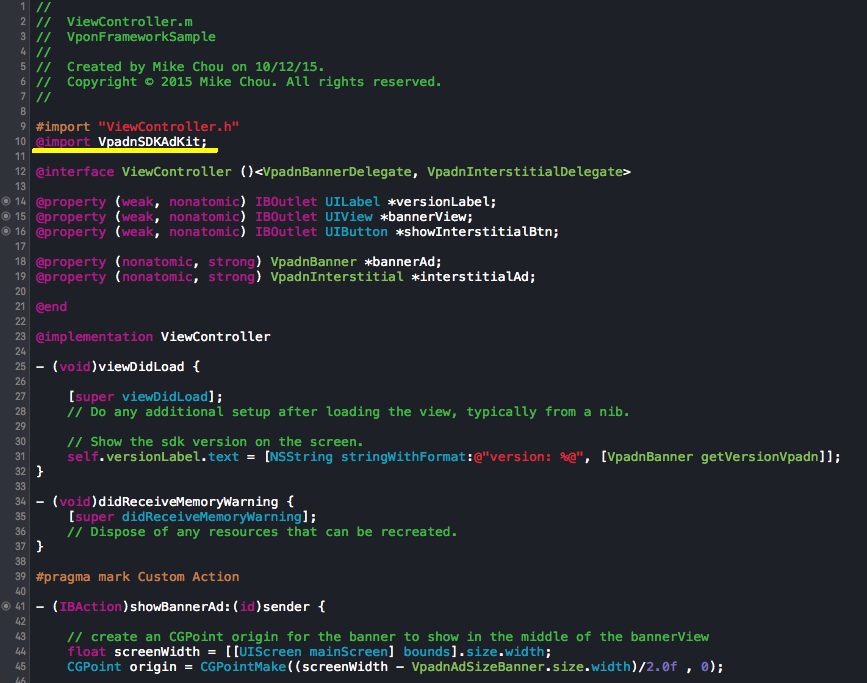 1 //
2 //  ViewController.m
3 //  VponFrameworkSample
4 //
5 //  Created by Mike Chou on 10/12/15.
6 //  Copyright © 2015 Mike Chou. All rights reserved.
7 //
8
9 #import "ViewController.h"
10 @import VpadnSDKAdKit;
11
12 @interface ViewController ()<VpadnBannerDelegate, VpadnInterstitialDelegate>
13
14 @property (weak, nonatomic) IBOutlet UILabel *versionLabel;
15 @property (weak, nonatomic) IBOutlet UIView *bannerView;
16 @property (weak, nonatomic) IBOutlet UIButton *showInterstitialBtn;
17
18 @property (nonatomic, strong) VpadnBanner *bannerAd;
19 @property (nonatomic, strong) VpadnInterstitial *interstitialAd;
20
21 @end
22
23 @implementation ViewController
24
25 - (void)viewDidLoad {
26
27     [super viewDidLoad];
28     // Do any additional setup after loading the view, typically from a nib.
29
30     // Show the sdk version on the screen.
31     self.versionLabel.text = [NSString stringWithFormat:@"version: %@", [VpadnBanner getVersionVpadn]];
32 }
33
34 - (void)didReceiveMemoryWarning {
35     [super didReceiveMemoryWarning];
36     // Dispose of any resources that can be recreated.
37 }
38
39 #pragma mark Custom Action
40
41 - (IBAction)showBannerAd:(id)sender {
42
43     // create an CGPoint origin for the banner to show in the middle of the bannerView
44     float screenWidth = [[UIScreen mainScreen] bounds].size.width;
45     CGPoint origin = CGPointMake((screenWidth - VpadnAdSizeBanner.size.width)/2.0f , 0);
46